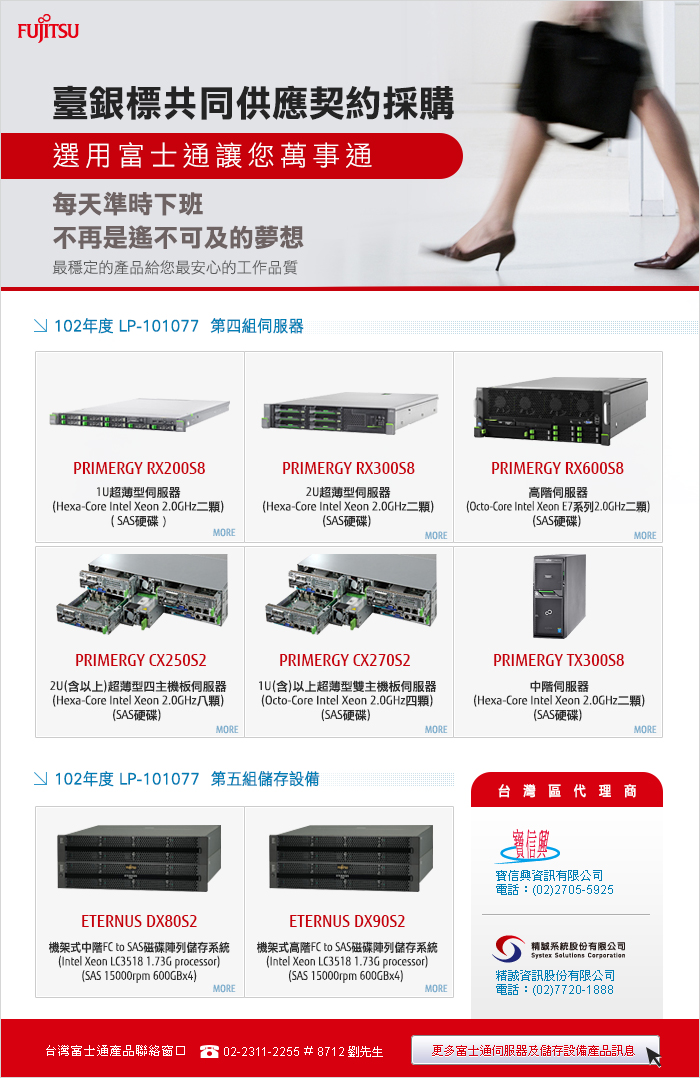 FUJITSU
臺銀標共同供應契約採購
選用富士通讓您萬事通
每天準時下班
不再是遙不可及的夢想
最穩定的產品給您最安心的工作品質
102年度 LP-101077 第四組伺服器
PRIMERGY RX200S8
1U超薄型伺服器
(Hexa-Core Intel Xeon 2.0GHz二顆)
( SAS硬碟 )
MORE
PRIMERGY RX300S8
2U超薄型伺服器
(Hexa-Core Intel Xeon 2.0GHz二顆)
(SAS硬碟)
MORE
PRIMERGY RX600S8
高階伺服器
(Octo-Core Intel Xeon E7系列2.0GHz二顆)
(SAS硬碟)
MORE
PRIMERGY CX250S2
2U(含以上)超薄型四主機板伺服器
(Hexa-Core Intel Xeon 2.0GHz八顆)
(SAS硬碟)
MORE
PRIMERGY CX270S2
1U(含)以上超薄型雙主機板伺服器
(Octo-Core Intel Xeon 2.0GHz四顆)
(SAS硬碟)
MORE
PRIMERGY TX300S8
中階伺服器
(Hexa-Core Intel Xeon 2.0GHz二顆)
(SAS硬碟)
MORE
102年度 LP-101077 第五組儲存設備
ETERNUS DX80S2
機架式中階FC to SAS磁碟陣列儲存系統
(Intel Xeon LC3518 1.73G processor)
(SAS 15000rpm 600GBx4)
MORE
ETERNUS DX90S2
機架式高階FC to SAS磁碟陣列儲存系統
(Intel Xeon LC3518 1.73G processor)
(SAS 15000rpm 600GBx4)
MORE
台灣區代理商
寶信興
寶信興資訊有限公司
電話：(02)2705-5925
精誠系統股份有限公司
Systex Solutions Corporation
精誠資訊股份有限公司
電話：(02)7720-1888
台灣富士通產品聯絡窗口 02-2311-2255 # 8712 劉先生
更多富士通伺服器及儲存設備產品訊息